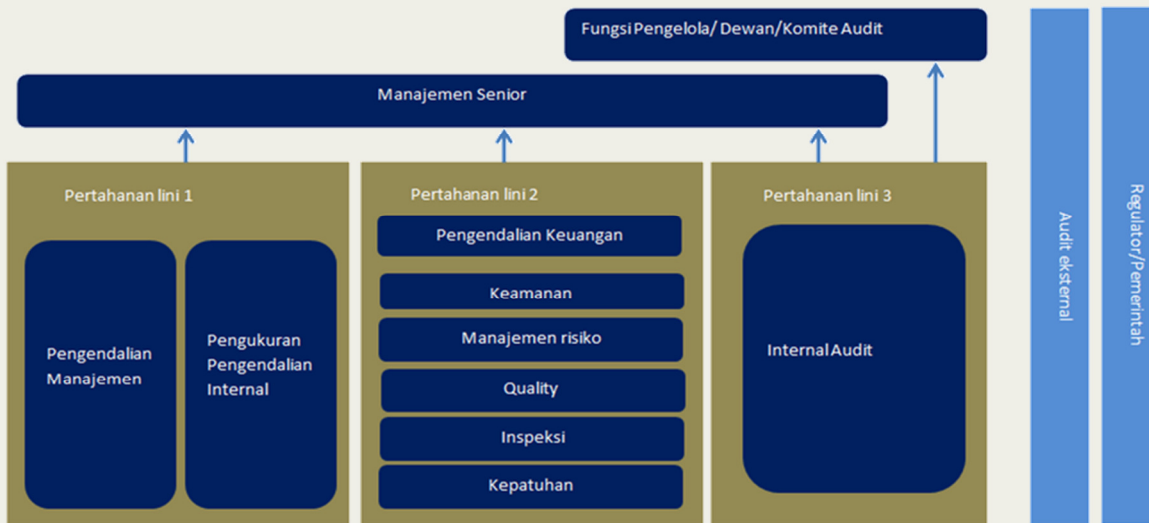 Fungsi Pengelola/ Dewan/Komite Audit
Manajemen Senior
Pertahanan lini 1
Pengendalian
Manajemen
Pengukuran
Pengendalian
Internal
Pertahanan lini 2
Pengendalian Keuangan
Keamanan
Manajemen risiko
Quality
Inspeksi
Kepatuhan
Pertahanan lini 3
Internal Audit
Audit eksternal
Regulator/Pemerintah